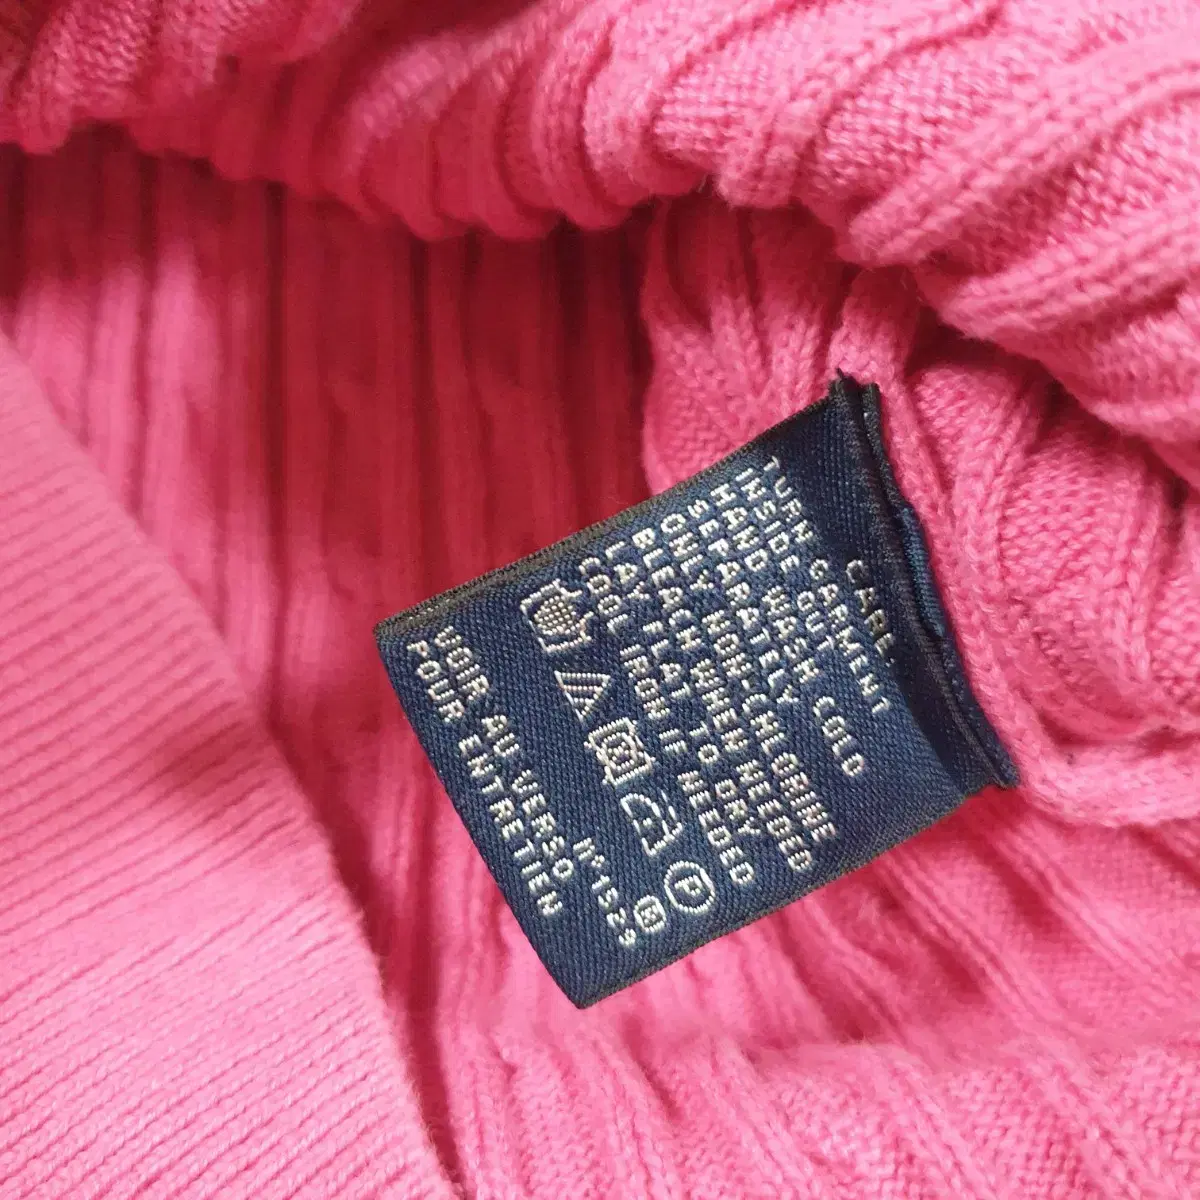 CARE:
TURN GARMENT
INSIDE OUT
HAND WASH COLD
SEPARATELY
ONLY NON-CHLORINE
BLEACH WHEN NEEDED
LAY FLAT TO DRY
COOL IRON IF NEEDED
P
n°1529
VOIR AU VERSO
POUR ENTRETIEN